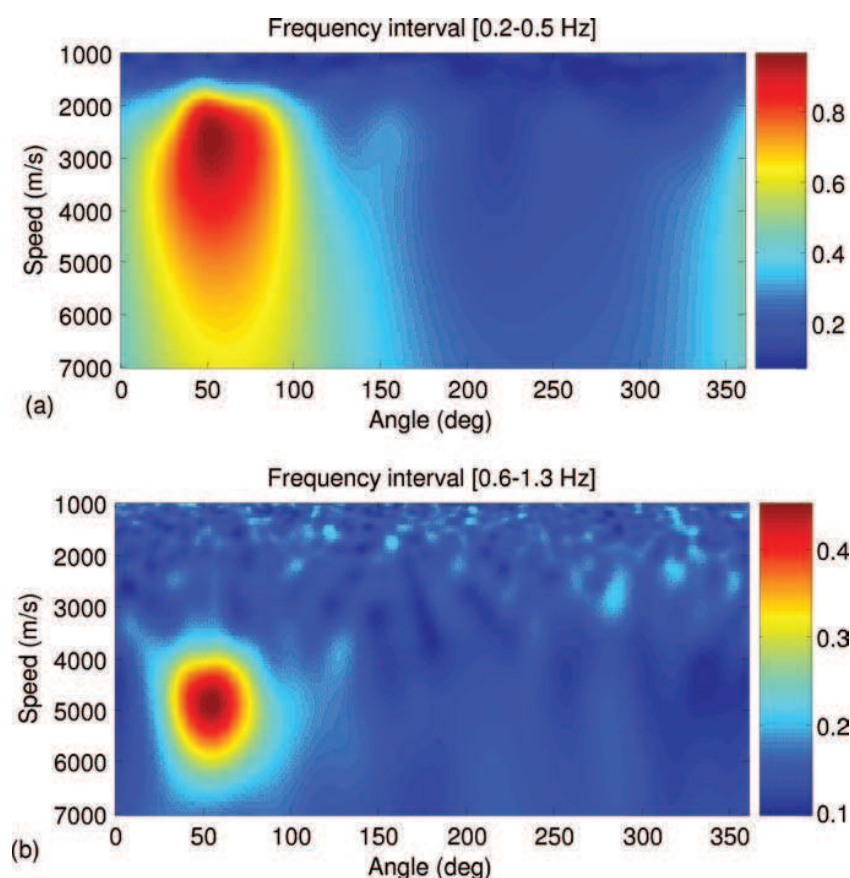 Frequency interval [0.2-0.5 Hz]
1000
2000
3000
4000
5000
6000
7000
Speed (m/s)
0 50 100 150 200 250 300 350
Angle (deg)
0.8
0.6
0.4
0.2
(a)
Frequency interval [0.6-1.3 Hz]
1000
2000
3000
4000
5000
6000
7000
Speed (m/s)
0 50 100 150 200 250 300 350
Angle (deg)
0.4
0.3
0.2
0.1
(b)